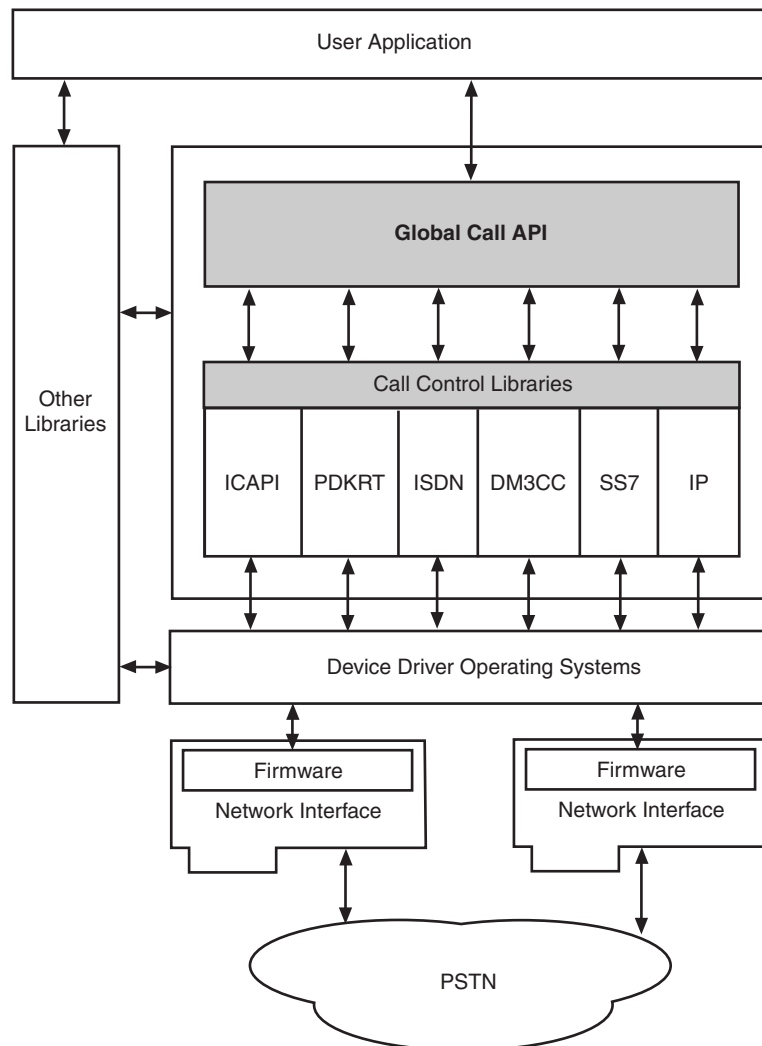 User Application
Global Call API
Call Control Libraries
Other
Libraries
ICAPI
PDKRT
ISDN
DM3CC
SS7
IP
Device Driver Operating Systems
Firmware
Network Interface
Firmware
Network Interface
PSTN